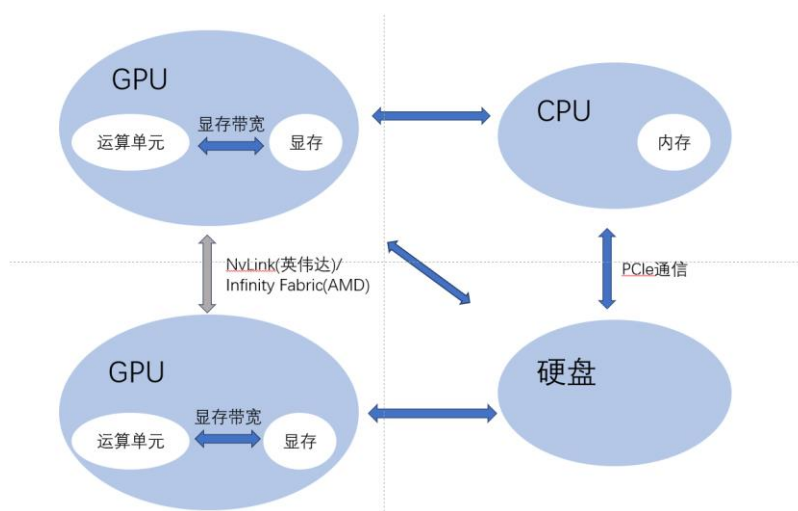 GPU
显存带宽
运算单元
显存
CPU
内存
NvLink(英伟达)/
Infinity Fabric(AMD)
PCIe通信
GPU
显存带宽
运算单元
显存
硬盘